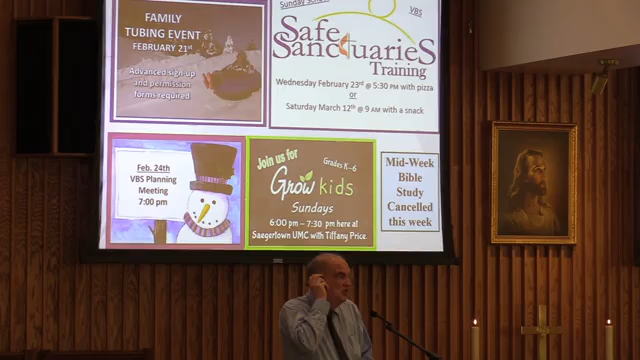 FAMILY
TUBING EVENT
FEBRUARY 21st
Advanced sign-up
and permission
forms required
Sunday School
VBS
Safe
SanctuarieS
Training
Wednesday February 23rd @ 5:30 PM with pizza
or
Saturday March 12th @ 9 AM with a snack
Feb. 24th
VBS Planning
Meeting
7:00 pm
Join us for
Grades K-6
Grow kids
Sundays
6:00 pm – 7:30 pm here at
Saegertown UMC with Tiffany Price
Mid-Week
Bible
Study
Cancelled
this week